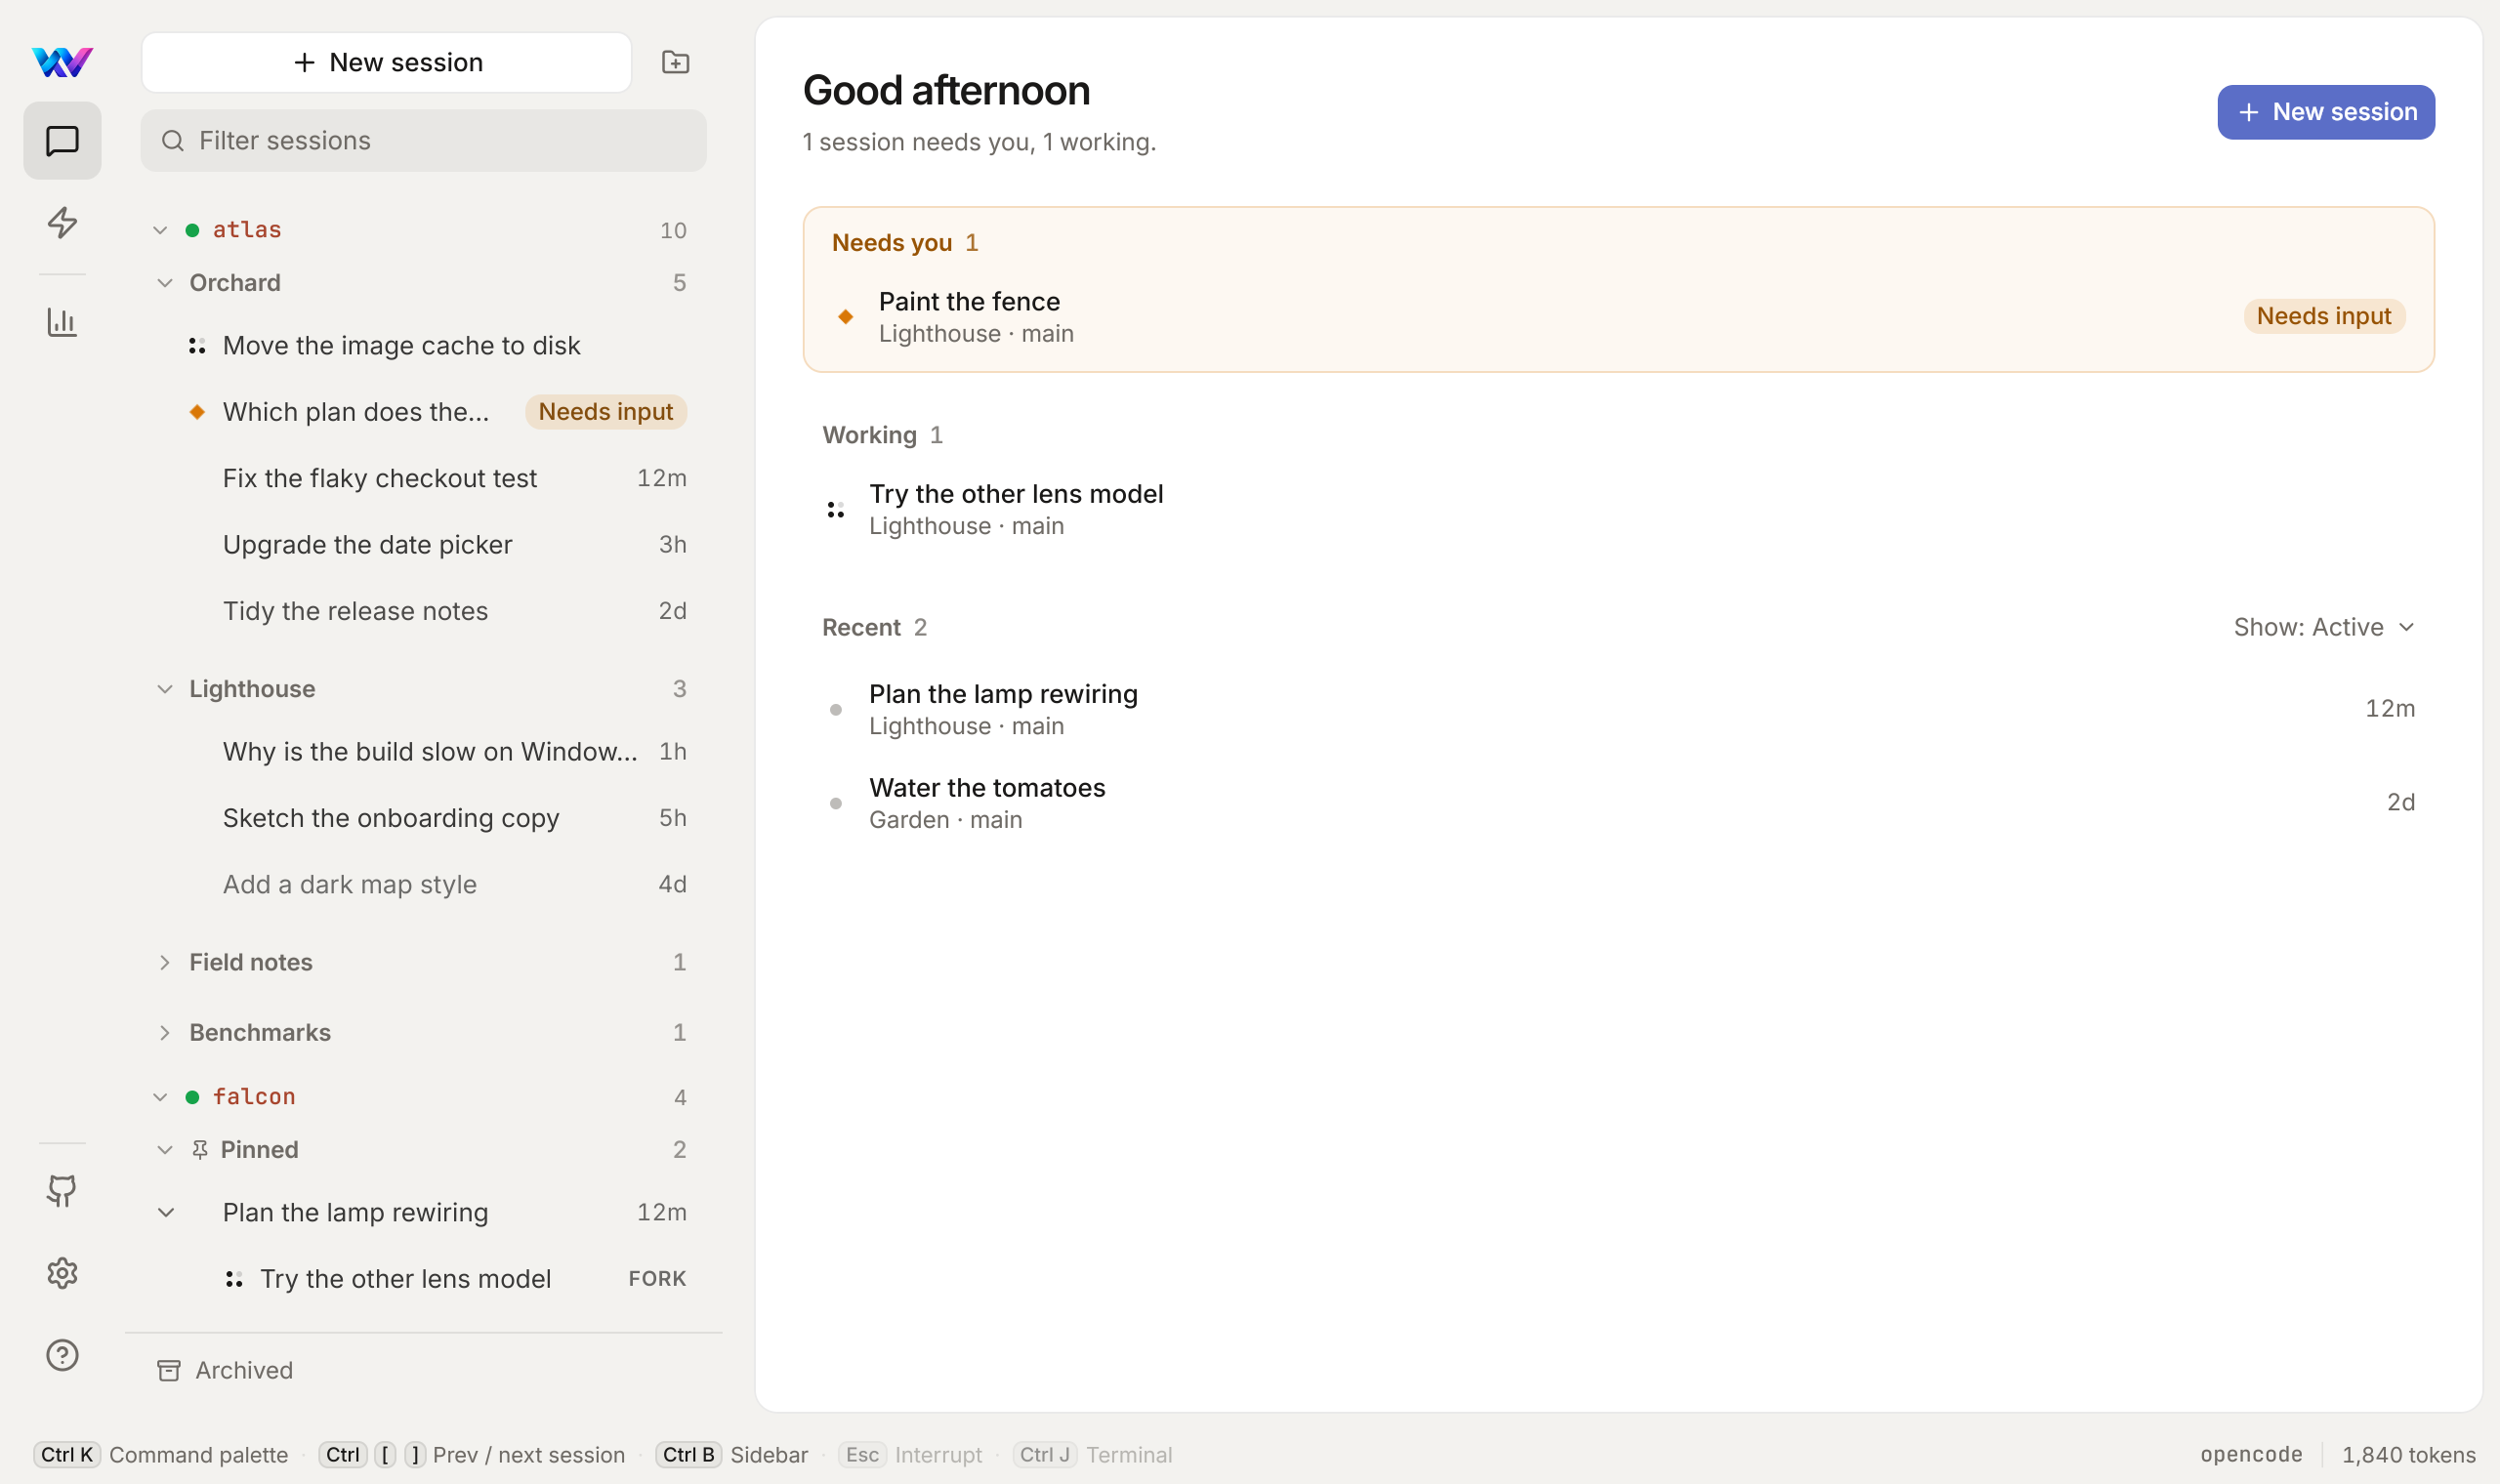 New session
Filter sessions
atlas 10
Orchard 5
Move the image cache to disk
Which plan does the... Needs input
Fix the flaky checkout test 12m
Upgrade the date picker 3h
Tidy the release notes 2d
Lighthouse 3
Why is the build slow on Window... 1h
Sketch the onboarding copy 5h
Add a dark map style 4d
Field notes 1
Benchmarks 1
falcon 4
Pinned 2
Plan the lamp rewiring 12m
Try the other lens model FORK
Archived
Good afternoon
1 session needs you, 1 working.
New session
Needs you 1
Paint the fence
Lighthouse · main
Needs input
Working 1
Try the other lens model
Lighthouse · main
Recent 2 Show: Active
Plan the lamp rewiring
Lighthouse · main
12m
Water the tomatoes
Garden · main
2d
Ctrl K Command palette · Ctrl [ ] Prev / next session · Ctrl B Sidebar · Esc Interrupt · Ctrl J Terminal opencode 1,840 tokens